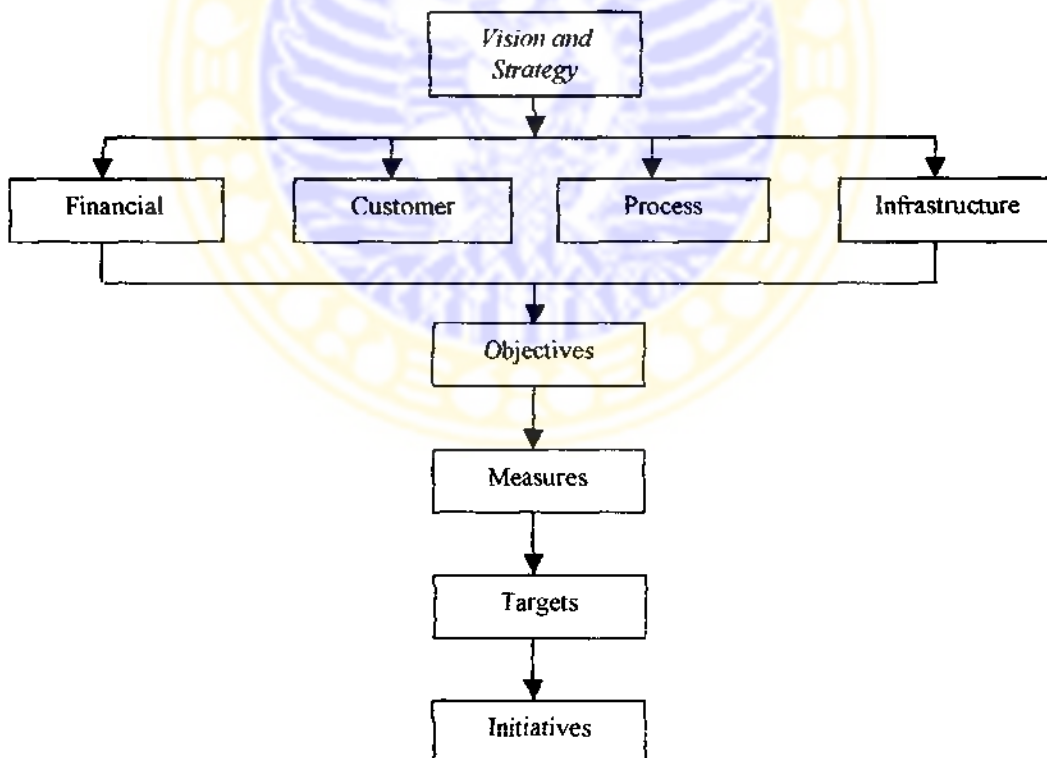 Vision and
Strategy
Financial
Customer
Process
Infrastructure
Objectives
Measures
Targets
Initiatives